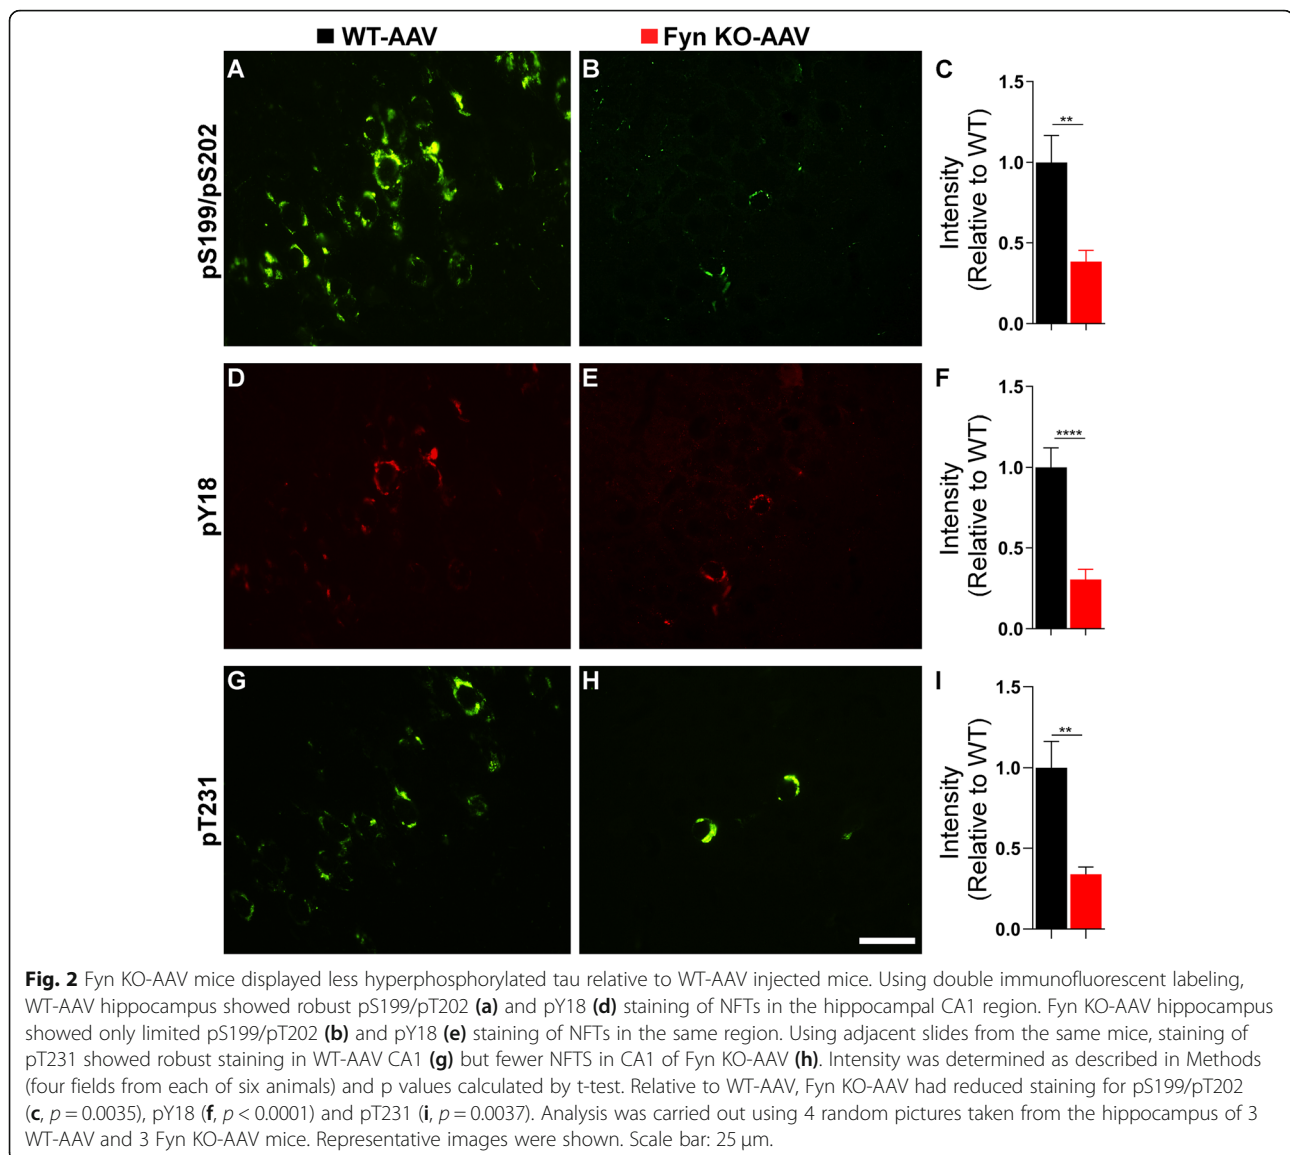 WT-AAV Fyn KO-AAV
A B C
pS199/pS202
Intensity
(Relative to WT)
1.5
1.0
0.5
0.0
**
D E F
pY18
Intensity
(Relative to WT)
1.5
1.0
0.5
0.0
****
G H I
pT231
Intensity
(Relative to WT)
1.5
1.0
0.5
0.0
**
Fig. 2 Fyn KO-AAV mice displayed less hyperphosphorylated tau relative to WT-AAV injected mice. Using double immunofluorescent labeling,
WT-AAV hippocampus showed robust pS199/pT202 (a) and pY18 (d) staining of NFTs in the hippocampal CA1 region. Fyn KO-AAV hippocampus
showed only limited pS199/pT202 (b) and pY18 (e) staining of NFTs in the same region. Using adjacent slides from the same mice, staining of
pT231 showed robust staining in WT-AAV CA1 (g) but fewer NFTS in CA1 of Fyn KO-AAV (h). Intensity was determined as described in Methods
(four fields from each of six animals) and p values calculated by t-test. Relative to WT-AAV, Fyn KO-AAV had reduced staining for pS199/pT202
(c, p = 0.0035), pY18 (f, p < 0.0001) and pT231 (i, p = 0.0037). Analysis was carried out using 4 random pictures taken from the hippocampus of 3
WT-AAV and 3 Fyn KO-AAV mice. Representative images were shown. Scale bar: 25 μm.